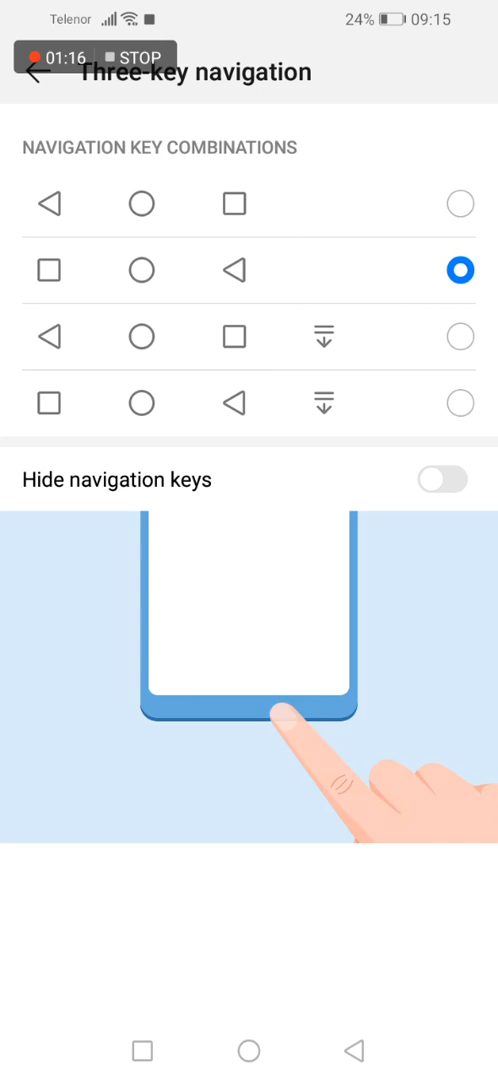 Telenor 24% 09:15
01:16 STOP
Three-key navigation
NAVIGATION KEY COMBINATIONS
Hide navigation keys